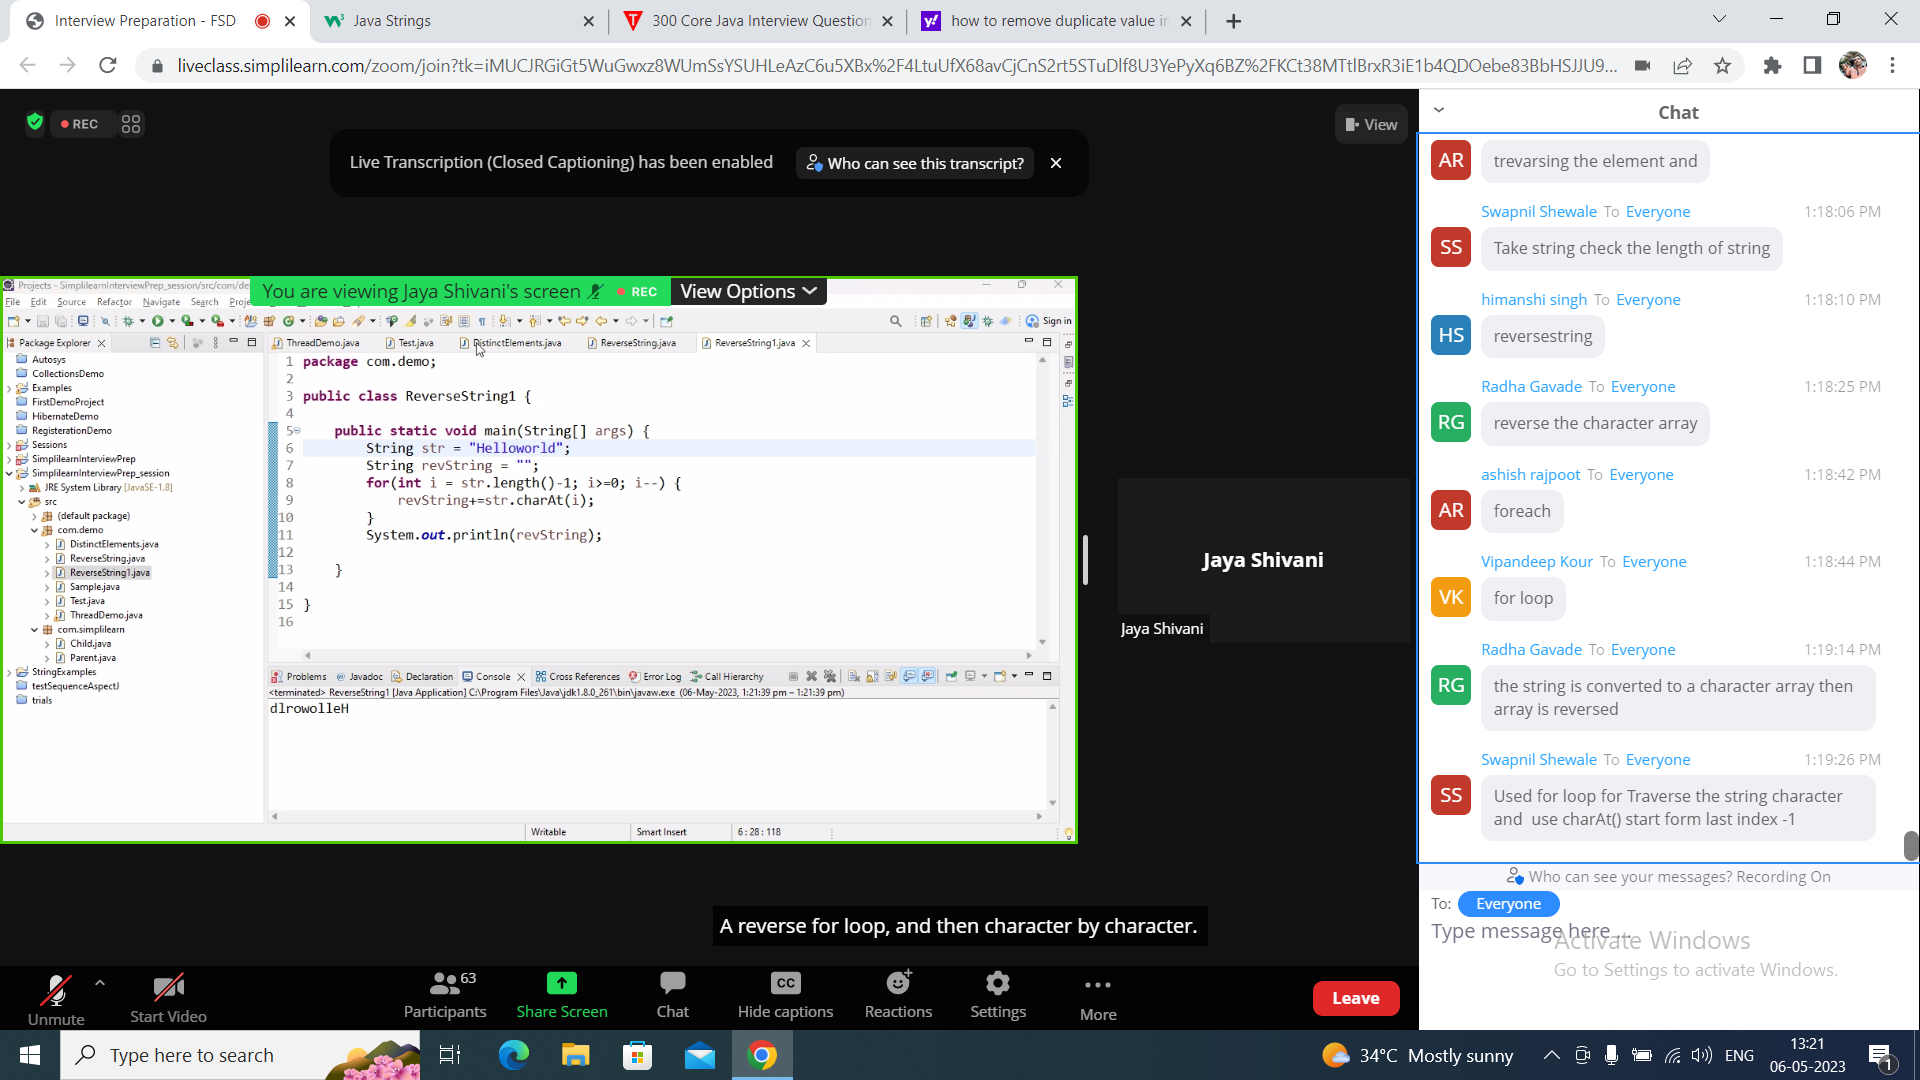 Interview Preparation - FSD
Java Strings
300 Core Java Interview Question
how to remove duplicate value in
liveclass.simplilearn.com/zoom/join?tk=iMUCJRGiGt5WuGwxz8WUmSsYSUHLeAzC6u5XBx%2F4LtuUfX68avCjCnS2rt5STuDlf8U3YePyXq6BZ%2FKCt38MTtlBrxR3iE1b4QDOebe83BbHSJJU9...
REC
Live Transcription (Closed Captioning) has been enabled
Who can see this transcript?
View
Projects - SimplilearnInterviewPrep_session/src/com/de
You are viewing Jaya Shivani's screen
REC
View Options
File Edit Source Refactor Navigate Search Proje
Sign in
Package Explorer
ThreadDemo.java
Test.java
DistinctElements.java
ReverseString.java
ReverseString1.java
Autosys
CollectionsDemo
Examples
FirstDemoProject
HibernateDemo
RegisterationDemo
Sessions
SimplilearnInterviewPrep
SimplilearnInterviewPrep_session
JRE System Library [JavaSE-1.8]
src
(default package)
com.demo
DistinctElements.java
ReverseString.java
ReverseString1.java
Sample.java
Test.java
ThreadDemo.java
com.simplilearn
Child.java
Parent.java
StringExamples
testSequenceAspectJ
trials
1 package com.demo;
2
3 public class ReverseString1 {
4
5 public static void main(String[] args) {
6 String str = "Helloworld";
7 String revString = "";
8 for(int i = str.length()-1; i>=0; i--) {
9 revString+=str.charAt(i);
10 }
11 System.out.println(revString);
12
13 }
14
15 }
16
Problems Javadoc Declaration Console Cross References Error Log Call Hierarchy
<terminated> ReverseString1 [Java Application] C:\Program Files\Java\jdk1.8.0_261\bin\javaw.exe (06-May-2023, 1:21:39 pm – 1:21:39 pm)
dlrowolleH
Writable
Smart Insert
6 : 28 : 118
Jaya Shivani
Jaya Shivani
A reverse for loop, and then character by character.
Unmute
Start Video
63
Participants
Share Screen
Chat
CC
Hide captions
Reactions
Settings
More
Leave
Chat
AR
trevarsing the element and
Swapnil Shewale To Everyone 1:18:06 PM
SS
Take string check the length of string
himanshi singh To Everyone 1:18:10 PM
HS
reversestring
Radha Gavade To Everyone 1:18:25 PM
RG
reverse the character array
ashish rajpoot To Everyone 1:18:42 PM
AR
foreach
Vipandeep Kour To Everyone 1:18:44 PM
VK
for loop
Radha Gavade To Everyone 1:19:14 PM
RG
the string is converted to a character array then
array is reversed
Swapnil Shewale To Everyone 1:19:26 PM
SS
Used for loop for Traverse the string character
and use charAt() start form last index -1
Who can see your messages? Recording On
To: Everyone
Type message here ...
Activate Windows
Go to Settings to activate Windows.
Type here to search
34°C Mostly sunny
ENG
13:21
06-05-2023
1